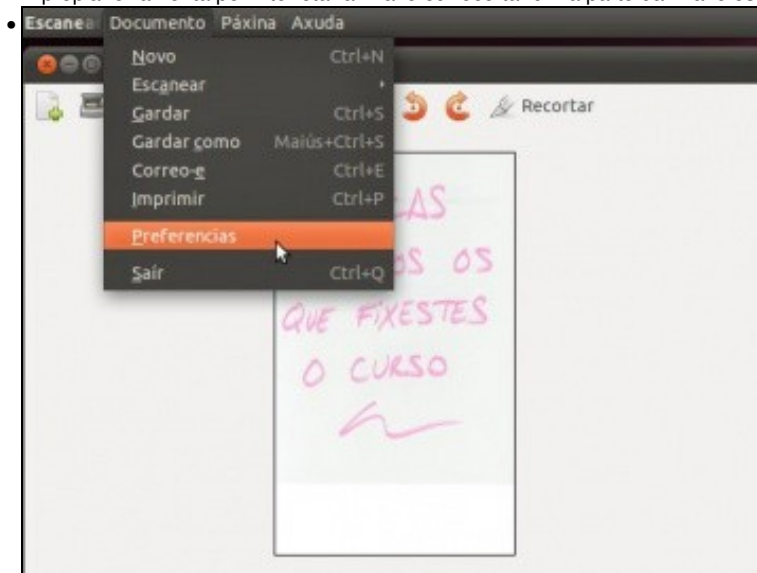 Escanea Documento Páxina Axuda
Novo Ctrl+N
Escanear
Gardar Ctrl+S
Gardar como Maiús+Ctrl+S
Correo-e Ctrl+E
Imprimir Ctrl+P
Preferencias
Saír Ctrl+Q
Recortar
AS
OS OS
QUE FIXESTES
O CURSO